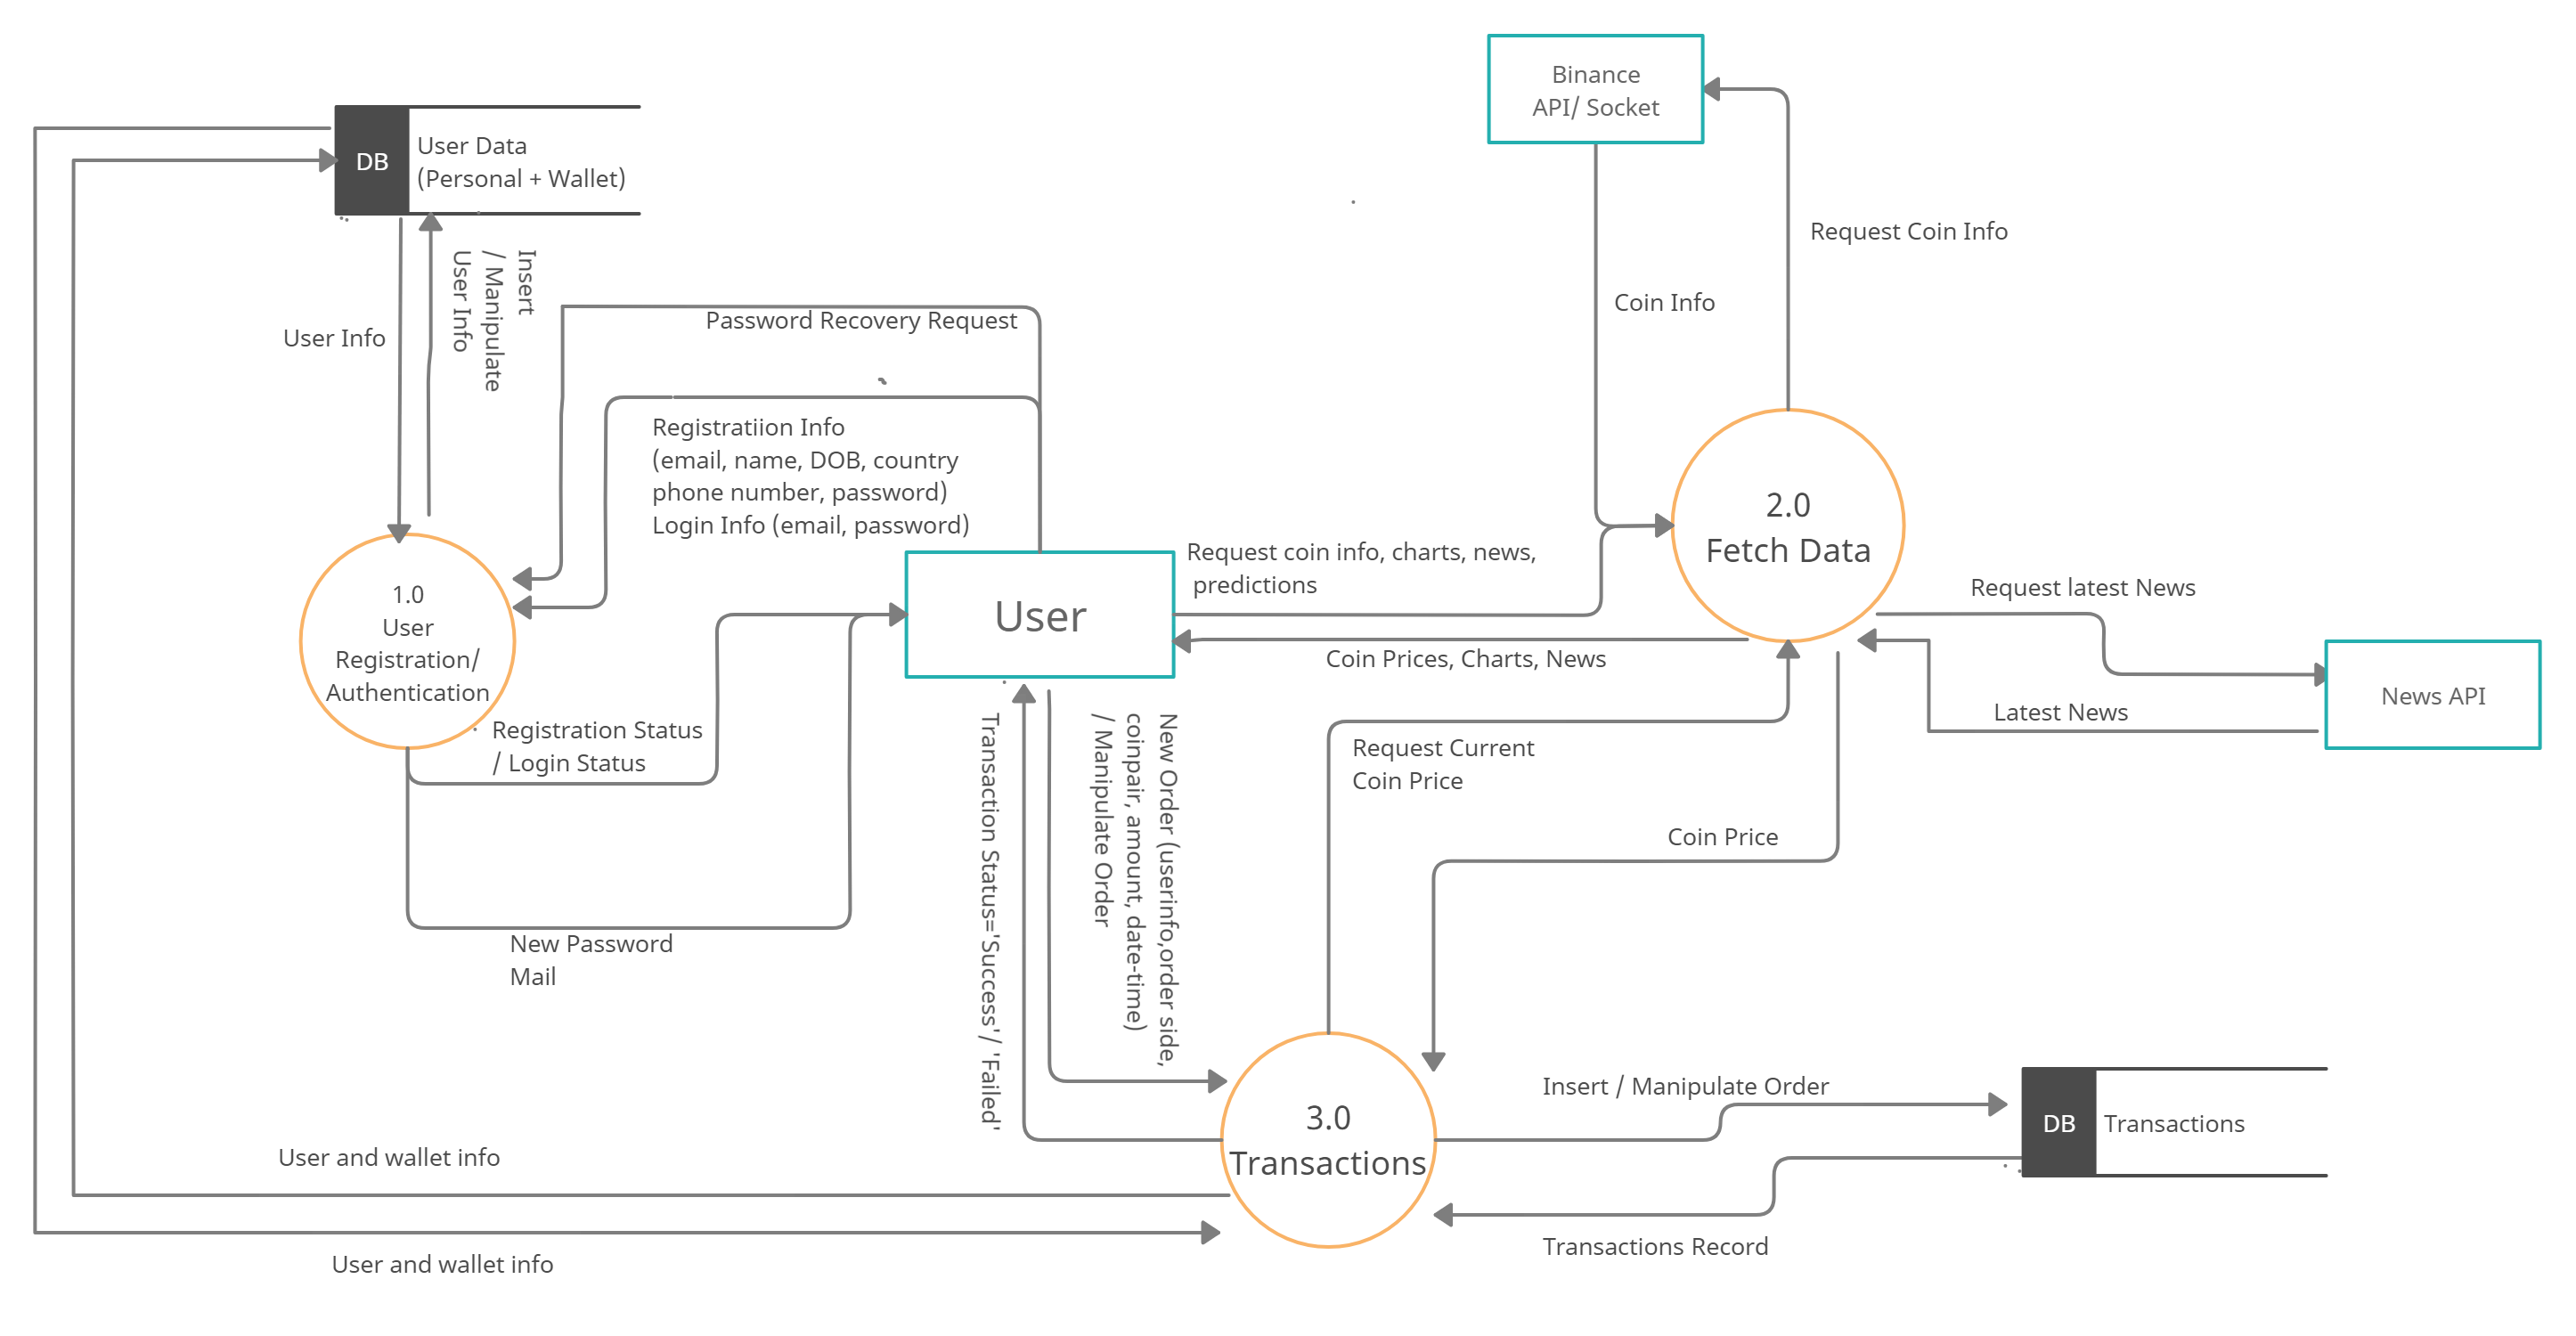 Binance
API/ Socket
DB
User Data
(Personal + Wallet)
Request Coin Info
Insert
/ Manipulate
User Info
Coin Info
User Info
Password Recovery Request
Registratiion Info
(email, name, DOB, country
phone number, password)
Login Info (email, password)
2.0
Fetch Data
Request coin info, charts, news,
predictions
1.0
User
Registration/
Authentication
User
Request latest News
Coin Prices, Charts, News
News API
Latest News
Registration Status
/ Login Status
Request Current
Coin Price
Transaction Status='Success'/ 'Failed'
New Order (userinfo,order side,
coinpair, amount, date-time)
/ Manipulate Order
Coin Price
New Password
Mail
Insert / Manipulate Order
3.0
Transactions
DB
Transactions
User and wallet info
Transactions Record
User and wallet info